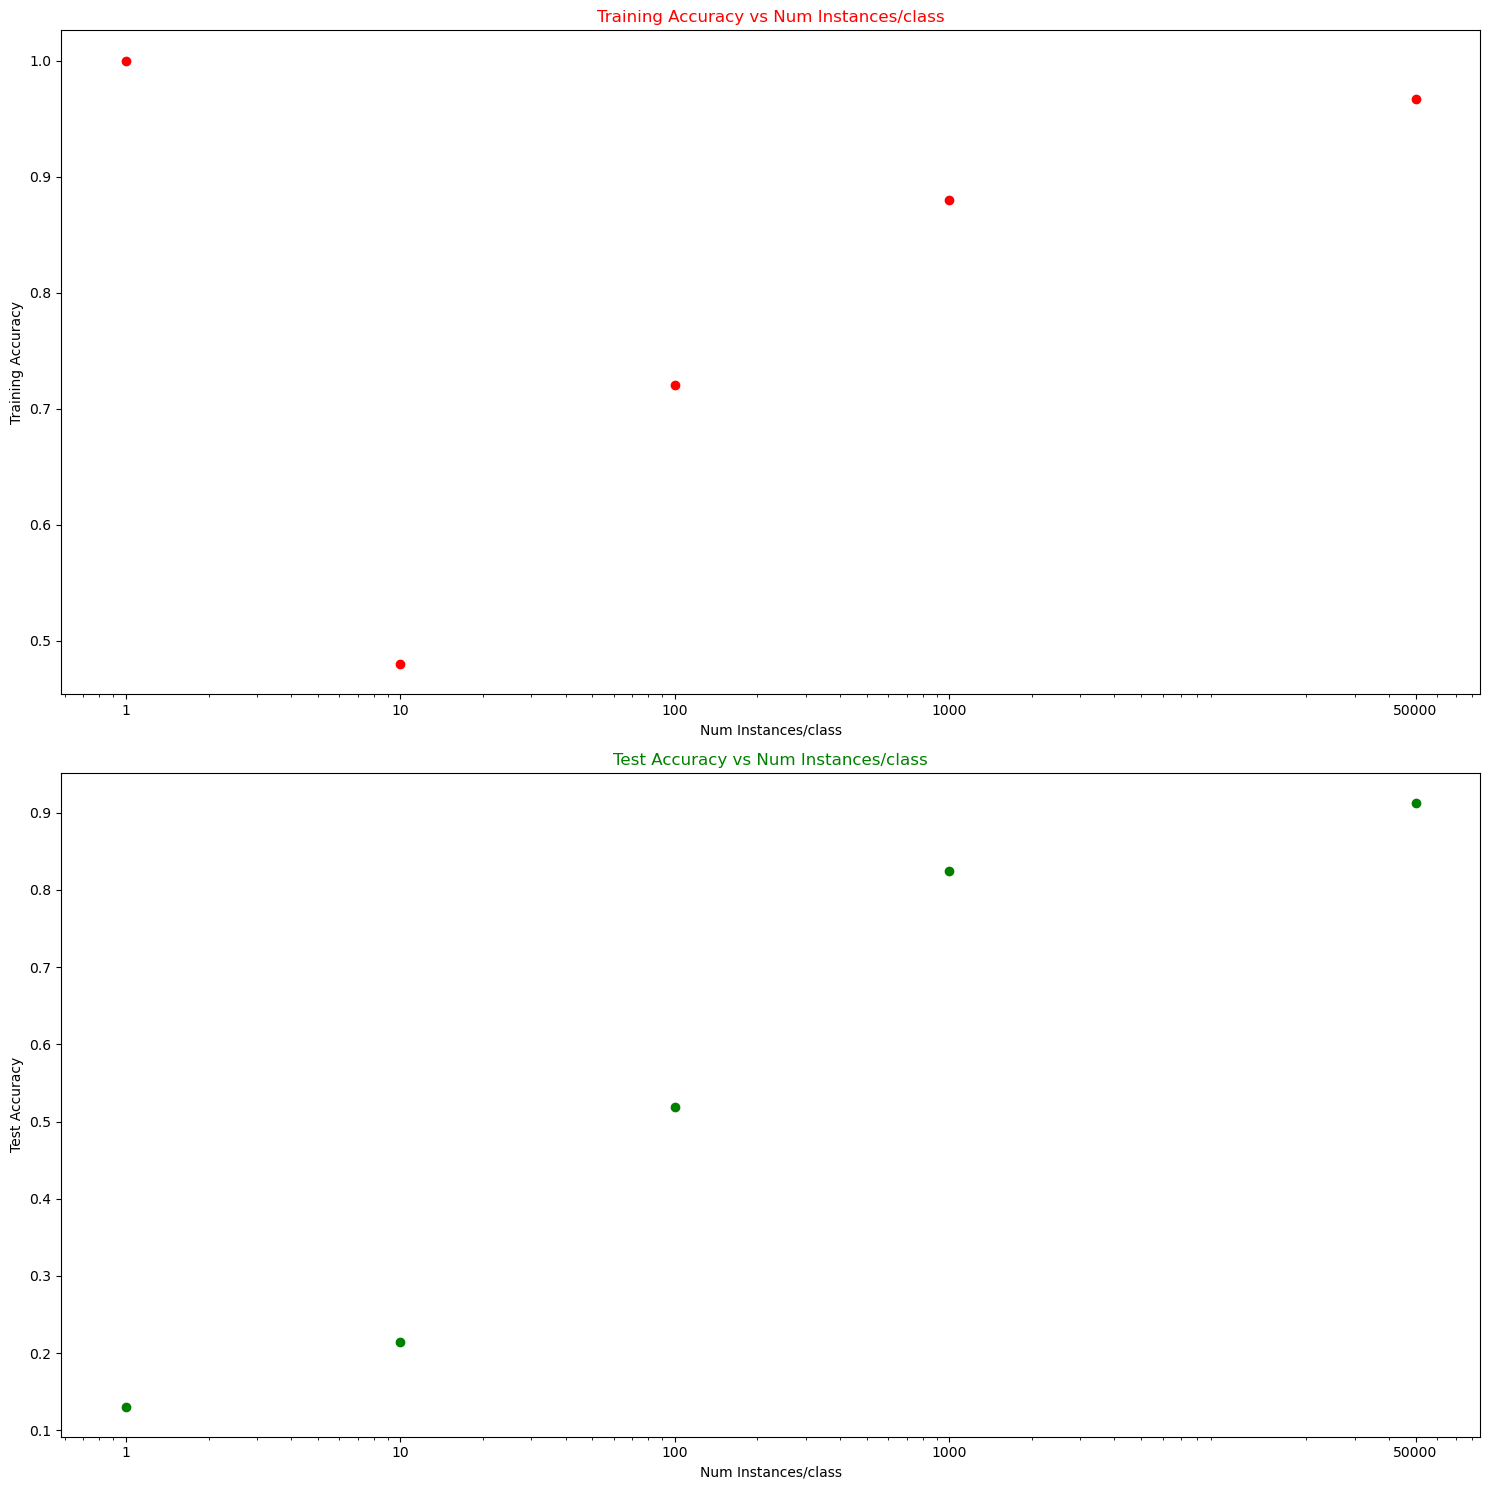 Training Accuracy vs Num Instances/class
1.0
0.9
0.8
0.7
0.6
0.5
Training Accuracy
1 10 100 1000 50000
Num Instances/class
Test Accuracy vs Num Instances/class
0.9
0.8
0.7
0.6
0.5
0.4
0.3
0.2
0.1
Test Accuracy
1 10 100 1000 50000
Num Instances/class